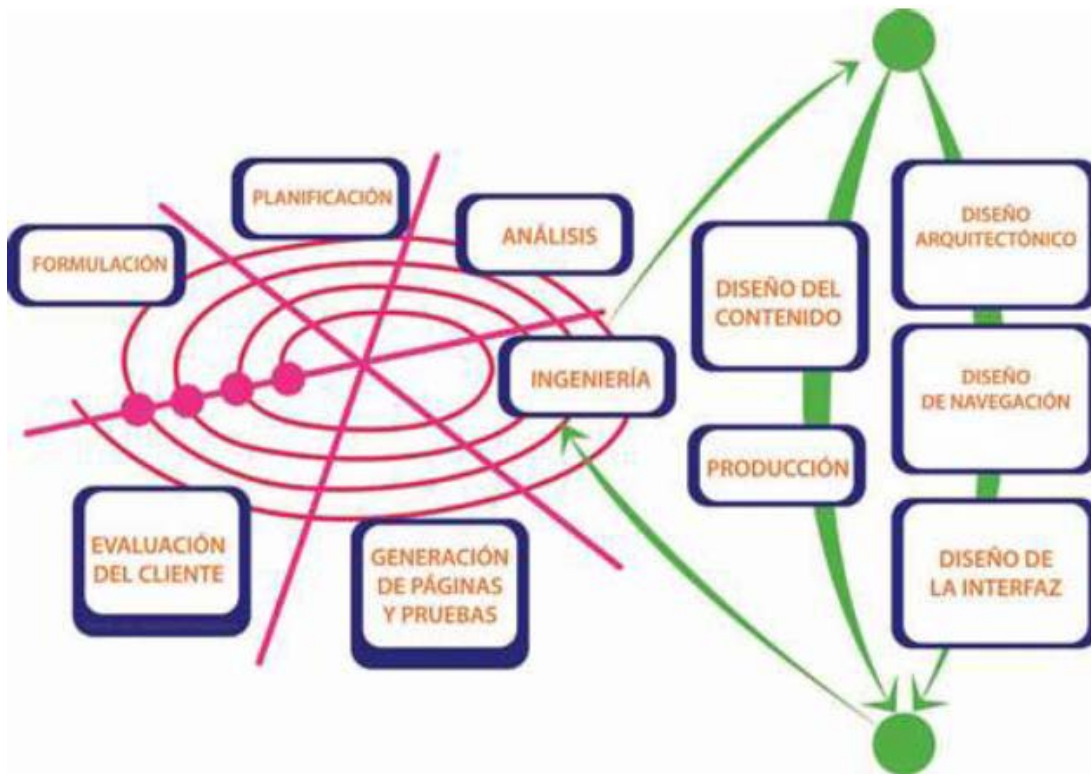 PLANIFICACIÓN
FORMULACIÓN
ANÁLISIS
INGENIERÍA
EVALUACIÓN
DEL CLIENTE
GENERACIÓN
DE PÁGINAS
Y PRUEBAS
DISEÑO DEL
CONTENIDO
PRODUCCIÓN
DISEÑO
ARQUITECTÓNICO
DISEÑO
DE NAVEGACIÓN
DISEÑO DE
LA INTERFAZ